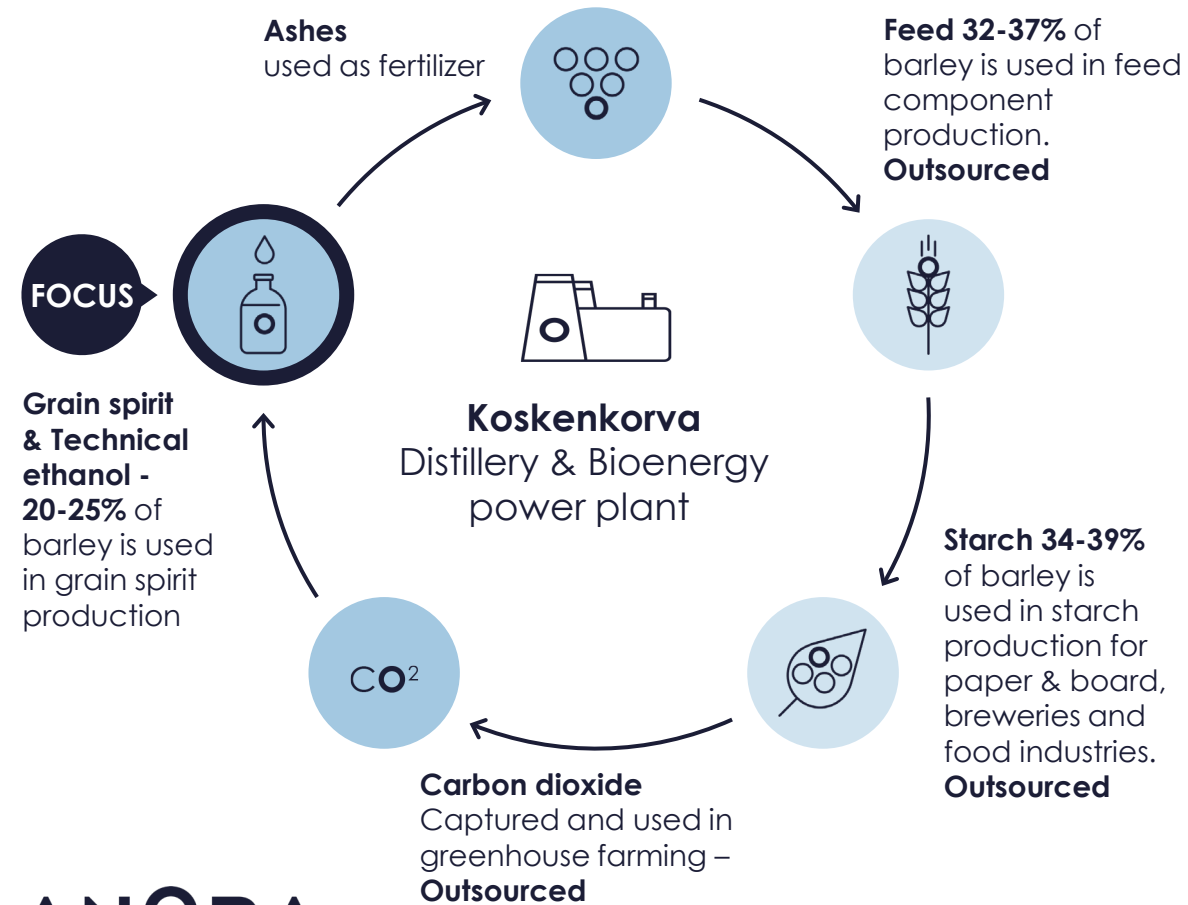 Ashes
used as fertilizer
Feed 32-37% of
barley is used in feed
component
production.
Outsourced
FOCUS
Grain spirit
& Technical
ethanol -
20-25% of
barley is used
in grain spirit
production
Koskenkorva
Distillery & Bioenergy
power plant
Starch 34-39%
of barley is
used in starch
production for
paper & board,
breweries and
food industries.
Outsourced
CO²
Carbon dioxide
Captured and used in
greenhouse farming –
Outsourced
ANORA